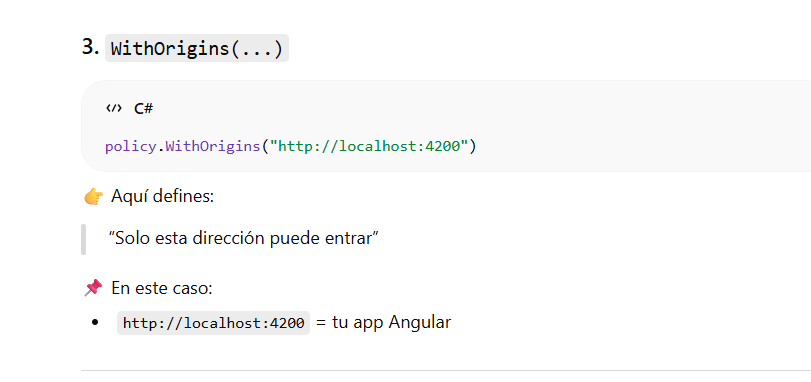 3. WithOrigins(...)
C#
policy.WithOrigins("http://localhost:4200")
👉 Aquí defines:
“Solo esta dirección puede entrar”
📌 En este caso:
• http://localhost:4200 = tu app Angular